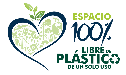 ESPACIO
100%
LIBRE DE
PLÁSTICO
DE UN SOLO USO